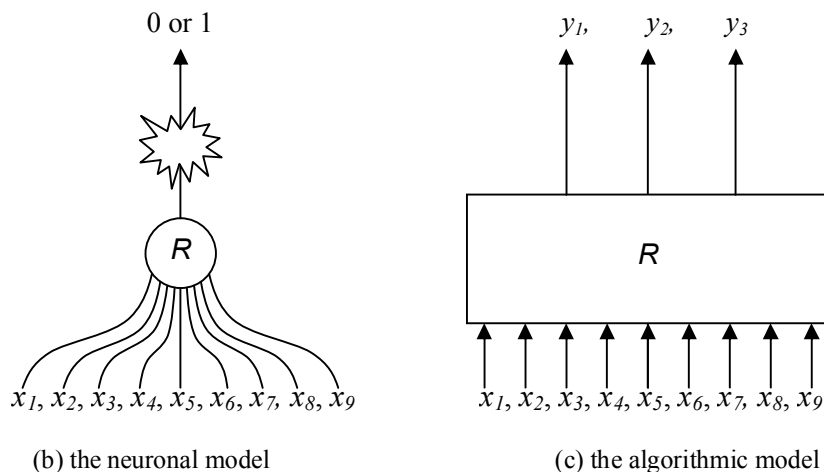 0 or 1
y1, y2, y3
R
R
x1, x2, x3, x4, x5, x6, x7, x8, x9
x1, x2, x3, x4, x5, x6, x7, x8, x9
(b) the neuronal model
(c) the algorithmic model